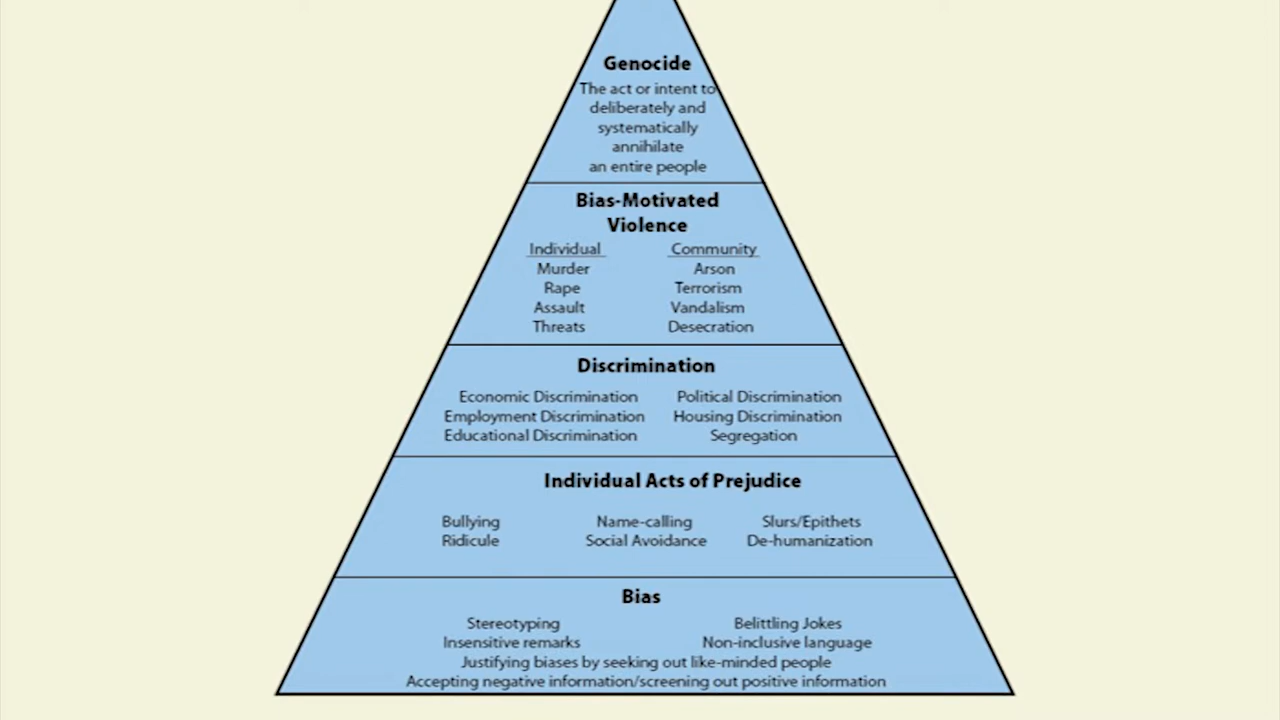 Genocide
The act or intent to
deliberately and
systematically
annihilate
an entire people
Bias-Motivated
Violence
Individual Community
Murder Arson
Rape Terrorism
Assault Vandalism
Threats Desecration
Discrimination
Economic Discrimination Political Discrimination
Employment Discrimination Housing Discrimination
Educational Discrimination Segregation
Individual Acts of Prejudice
Bullying Name-calling Slurs/Epithets
Ridicule Social Avoidance De-humanization
Bias
Stereotyping Belittling Jokes
Insensitive remarks Non-inclusive language
Justifying biases by seeking out like-minded people
Accepting negative information/screening out positive information